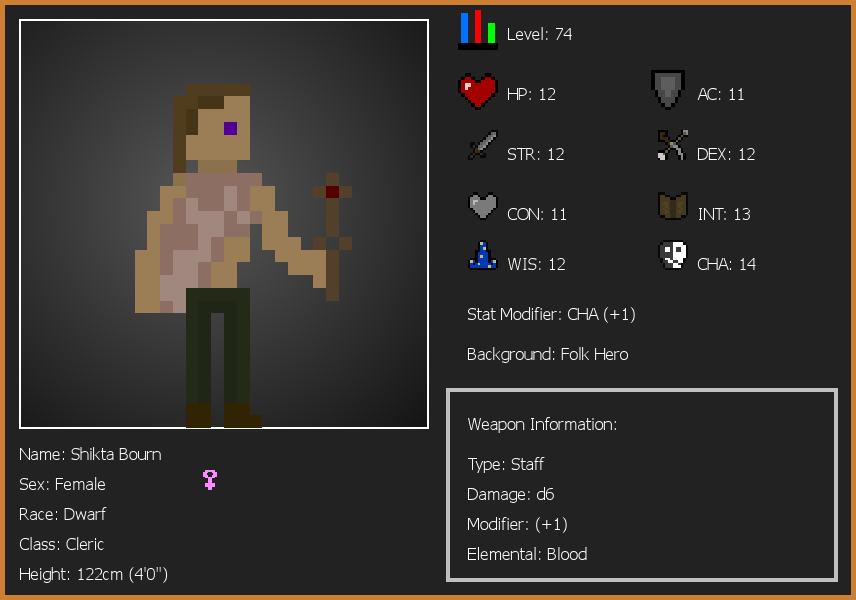 Level: 74
HP: 12
AC: 11
STR: 12
DEX: 12
CON: 11
INT: 13
WIS: 12
CHA: 14
Stat Modifier: CHA (+1)
Background: Folk Hero
Weapon Information:
Type: Staff
Damage: d6
Modifier: (+1)
Elemental: Blood
Name: Shikta Bourn
Sex: Female
Race: Dwarf
Class: Cleric
Height: 122cm (4'0")